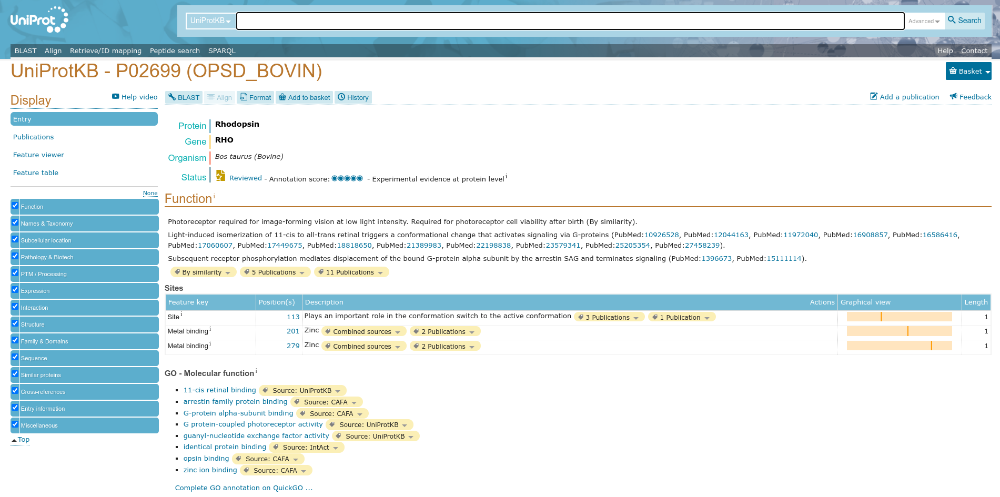 UniProt
UniProtKB
Advanced
Search
BLAST Align Retrieve/ID mapping Peptide search SPARQL Help Contact
UniProtKB - P02699 (OPSD_BOVIN)
Basket
Display
Help video
BLAST Align Format Add to basket History
Add a publication Feedback
Entry
Publications
Feature viewer
Feature table
None
Function
Names & Taxonomy
Subcellular location
Pathology & Biotech
PTM / Processing
Expression
Interaction
Structure
Family & Domains
Sequence
Similar proteins
Cross-references
Entry information
Miscellaneous
Top
Protein Rhodopsin
Gene RHO
Organism Bos taurus (Bovine)
Status Reviewed - Annotation score: - Experimental evidence at protein level i
Function i
Photoreceptor required for image-forming vision at low light intensity. Required for photoreceptor cell viability after birth (By similarity).
Light-induced isomerization of 11-cis to all-trans retinal triggers a conformational change that activates signaling via G-proteins (PubMed:10926528, PubMed:12044163, PubMed:11972040, PubMed:16908857, PubMed:16586416,
PubMed:17060607, PubMed:17449675, PubMed:18818650, PubMed:21389983, PubMed:22198838, PubMed:23579341, PubMed:25205354, PubMed:27458239).
Subsequent receptor phosphorylation mediates displacement of the bound G-protein alpha subunit by the arrestin SAG and terminates signaling (PubMed:1396673, PubMed:15111114).
By similarity 5 Publications 11 Publications
Sites
Feature key Position(s) Description Actions Graphical view Length
Site i 113 Plays an important role in the conformation switch to the active conformation 3 Publications 1 Publication 1
Metal binding i 201 Zinc Combined sources 2 Publications 1
Metal binding i 279 Zinc Combined sources 2 Publications 1
GO - Molecular function i
11-cis retinal binding Source: UniProtKB
arrestin family protein binding Source: CAFA
G-protein alpha-subunit binding Source: CAFA
G protein-coupled photoreceptor activity Source: UniProtKB
guanyl-nucleotide exchange factor activity Source: UniProtKB
identical protein binding Source: IntAct
opsin binding Source: CAFA
zinc ion binding Source: CAFA
Complete GO annotation on QuickGO ...